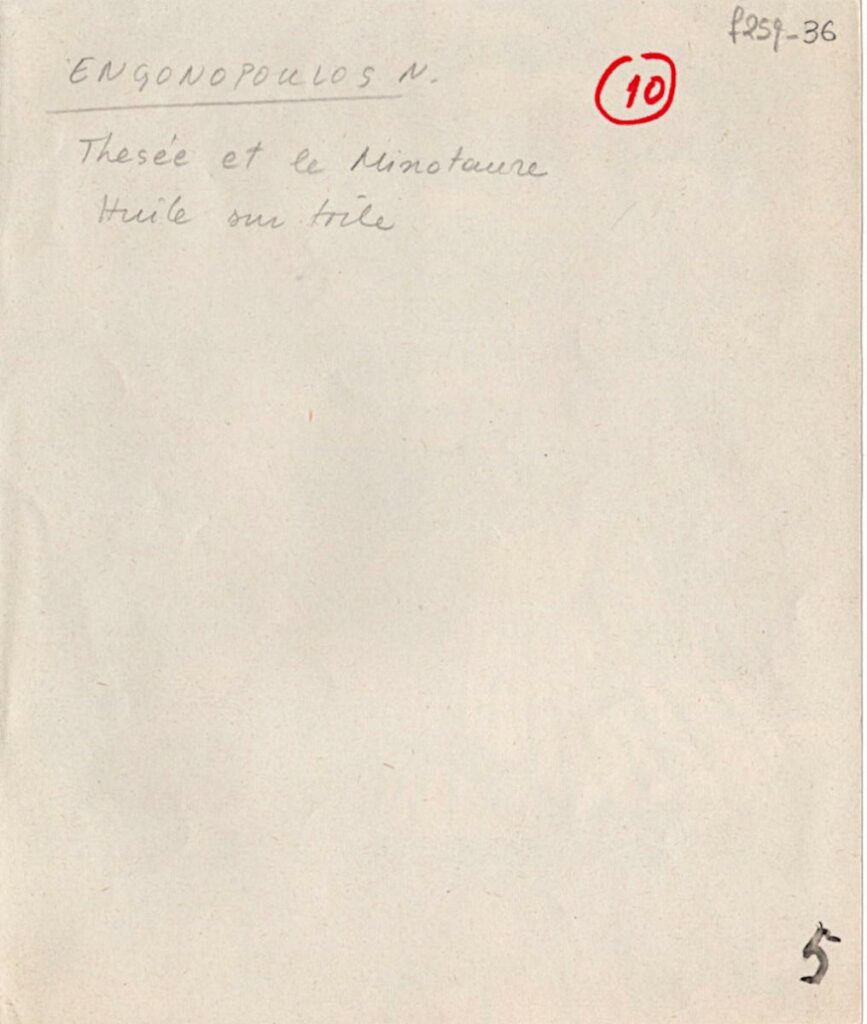 f259-36
ENGONOPOULOS N.
10
Thesée et le Minotaure
Huile sur toile
5